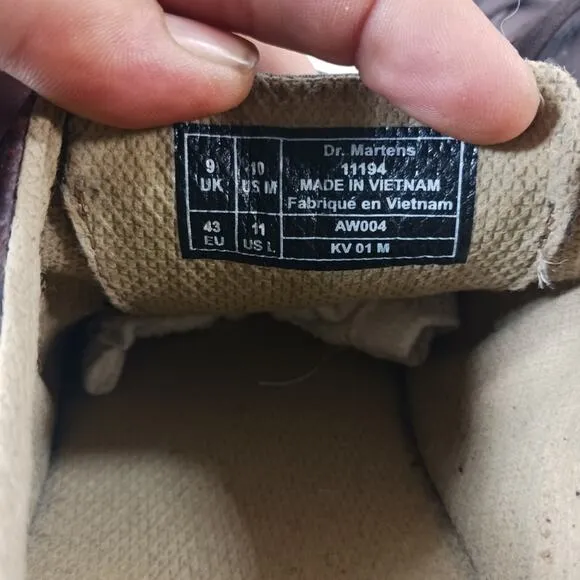 9
UK
10
US M
43
EU
11
US L
Dr. Martens
11194
MADE IN VIETNAM
Fabriqué en Vietnam
AW004
KV 01 M